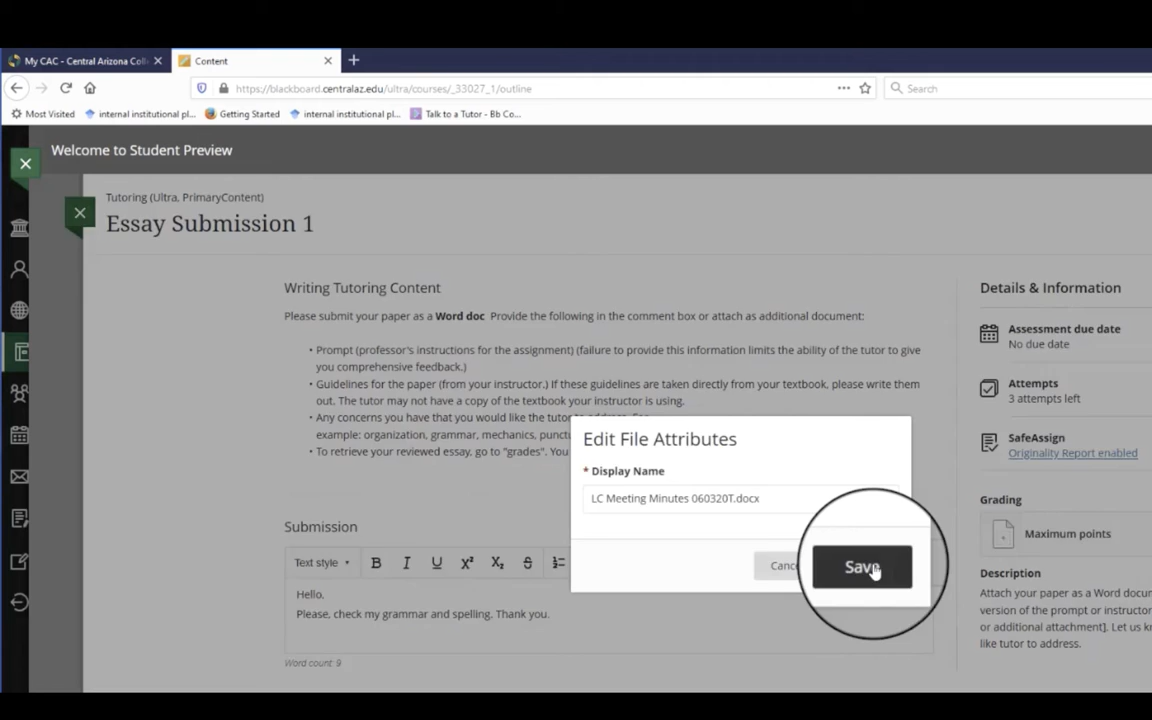 My CAC - Central Arizona Coll
Content
https://blackboard.centralaz.edu/ultra/courses/_33027_1/outline
Search
Most Visited
internal institutional pl...
Getting Started
internal institutional pl...
Talk to a Tutor - Bb Co...
Welcome to Student Preview
Tutoring (Ultra, PrimaryContent)
Essay Submission 1
Writing Tutoring Content
Please submit your paper as a Word doc Provide the following in the comment box or attach as additional document:
• Prompt (professor's instructions for the assignment) (failure to provide this information limits the ability of the tutor to give
you comprehensive feedback.)
• Guidelines for the paper (from your instructor.) If these guidelines are taken directly from your textbook, please write them
out. The tutor may not have a copy of the textbook your instructor is using.
• Any concerns you have that you would like the tutor to address. For
example: organization, grammar, mechanics, punctu
• To retrieve your reviewed essay, go to "grades". You
Edit File Attributes
* Display Name
LC Meeting Minutes 060320T.docx
Cance
Save
Submission
Text style
B I U X² X₂ S
Hello.
Please, check my grammar and spelling. Thank you.
Word count: 9
Details & Information
Assessment due date
No due date
Attempts
3 attempts left
SafeAssign
Originality Report enabled
Grading
Maximum points
Description
Attach your paper as a Word docu
version of the prompt or instructor
or additional attachment]. Let us kn
like tutor to address.